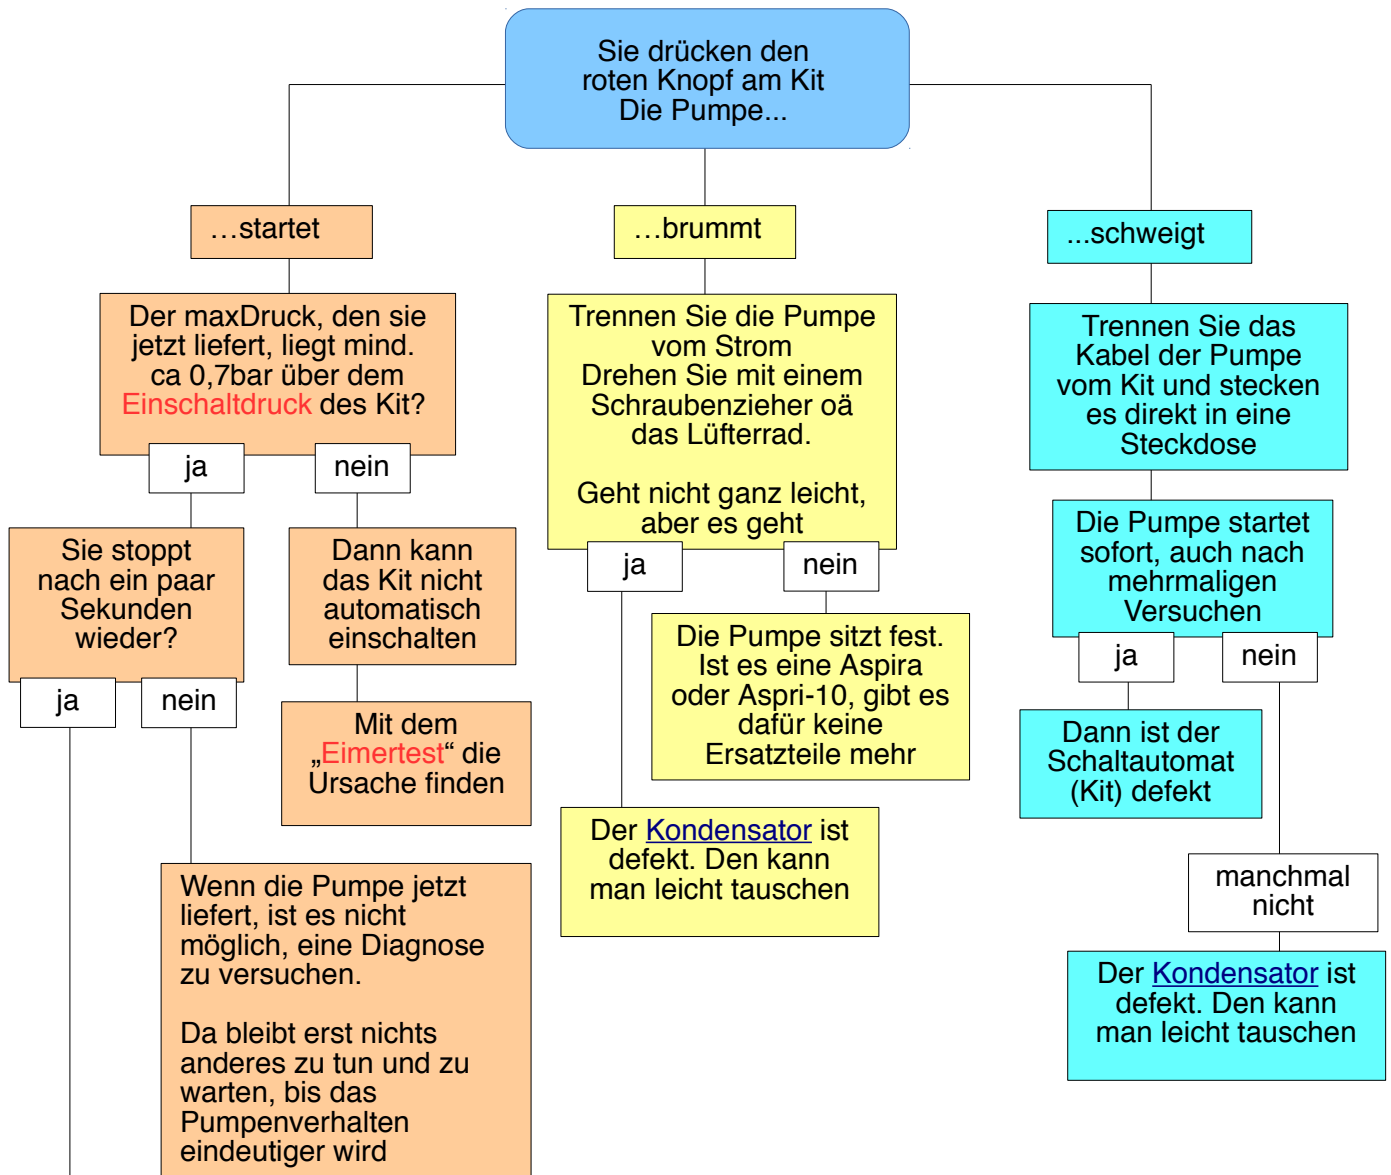 Sie drücken den
roten Knopf am Kit
Die Pumpe...
...startet
Der maxDruck, den sie
jetzt liefert, liegt mind.
ca 0,7bar über dem
Einschaltdruck des Kit?
ja
nein
Sie stoppt
nach ein paar
Sekunden
wieder?
ja
nein
Dann kann
das Kit nicht
automatisch
einschalten
Mit dem
„Eimertest“ die
Ursache finden
Wenn die Pumpe jetzt
liefert, ist es nicht
möglich, eine Diagnose
zu versuchen.
Da bleibt erst nichts
anderes zu tun und zu
warten, bis das
Pumpenverhalten
eindeutiger wird
…brummt
Trennen Sie die Pumpe
vom Strom
Drehen Sie mit einem
Schraubenzieher oä
das Lüfterrad.
Geht nicht ganz leicht,
aber es geht
ja
nein
Die Pumpe sitzt fest.
Ist es eine Aspira
oder Aspri-10, gibt es
dafür keine
Ersatzteile mehr
Der Kondensator ist
defekt. Den kann
man leicht tauschen
...schweigt
Trennen Sie das
Kabel der Pumpe
vom Kit und stecken
es direkt in eine
Steckdose
Die Pumpe startet
sofort, auch nach
mehrmaligen
Versuchen
ja
nein
Dann ist der
Schaltautomat
(Kit) defekt
manchmal
nicht
Der Kondensator ist
defekt. Den kann
man leicht tauschen